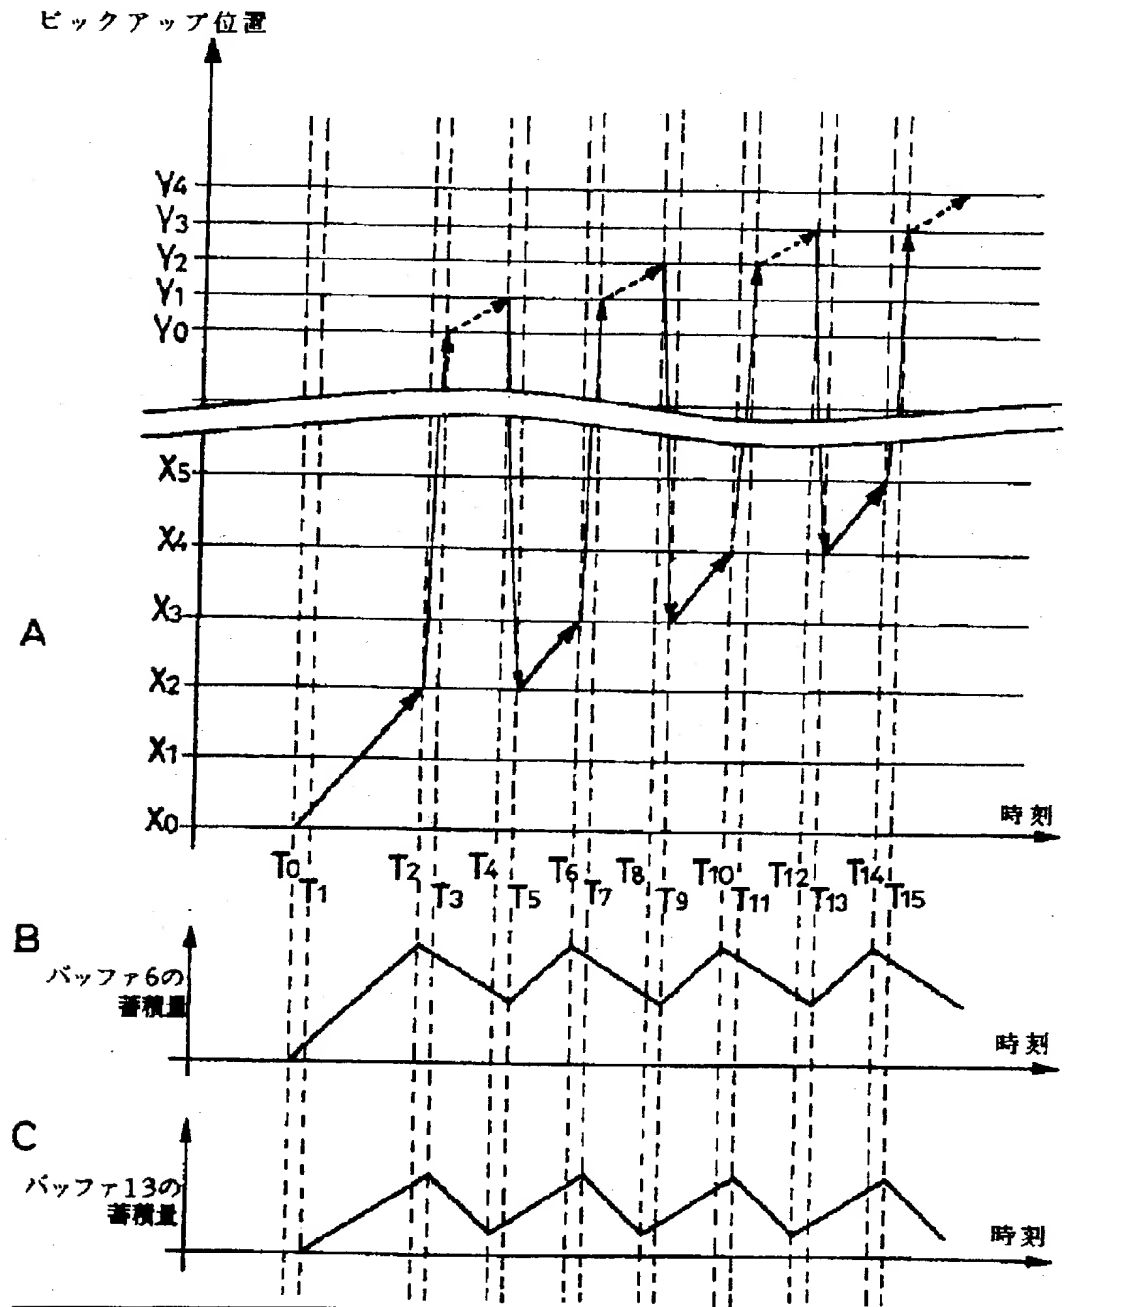 ピックアップ位置
Y4
Y3
Y2
Y1
Y0
X5
X4
X3
X2
X1
X0
A
時刻
T0 T1 T2 T3 T4 T5 T6 T7 T8 T9 T10 T11 T12 T13 T14 T15
B
バッファ6の
蓄積量
時刻
C
バッファ13の
蓄積量
時刻